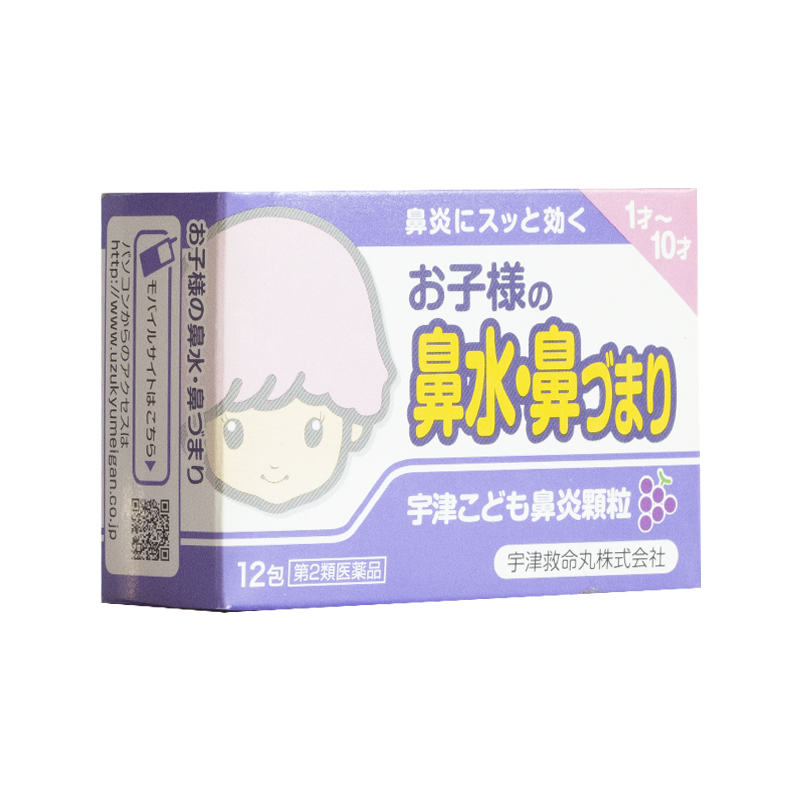 鼻炎にスッと効く
1才～
10才
お子様の
鼻水・鼻づまり
宇津こども鼻炎顆粒
12包 第2類医薬品
宇津救命丸株式会社
お子様の鼻水・鼻づまり
モバイルサイトはこちら▶
パソコンからのアクセスは
http://www.uzukyumeigan.co.jp